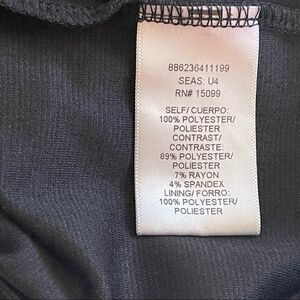 886236411199
SEAS: U4
RN# 15099
SELF/ CUERPO:
100% POLYESTER/
POLIESTER
CONTRAST/
CONTRASTE:
89% POLYESTER/
POLIESTER
7% RAYON
4% SPANDEX
LINING/ FORRO:
100% POLYESTER/
POLIESTER